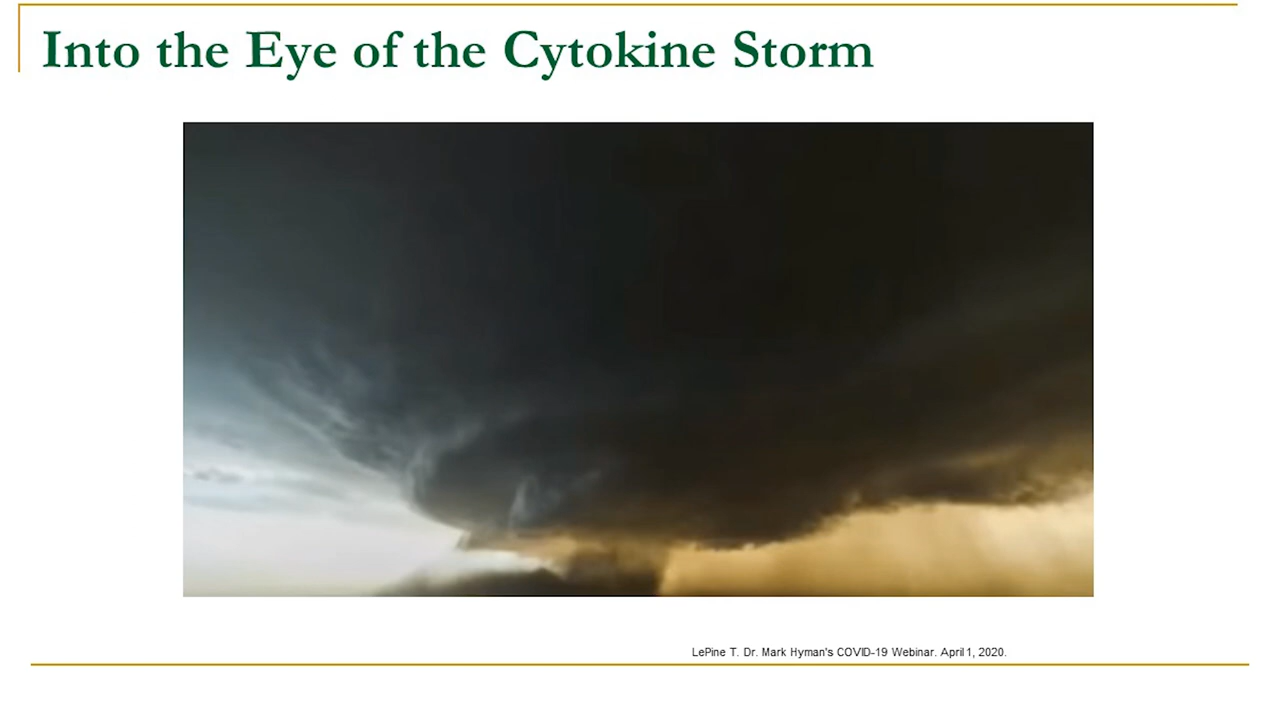 Into the Eye of the Cytokine Storm
LePine T. Dr. Mark Hyman's COVID-19 Webinar. April 1, 2020.